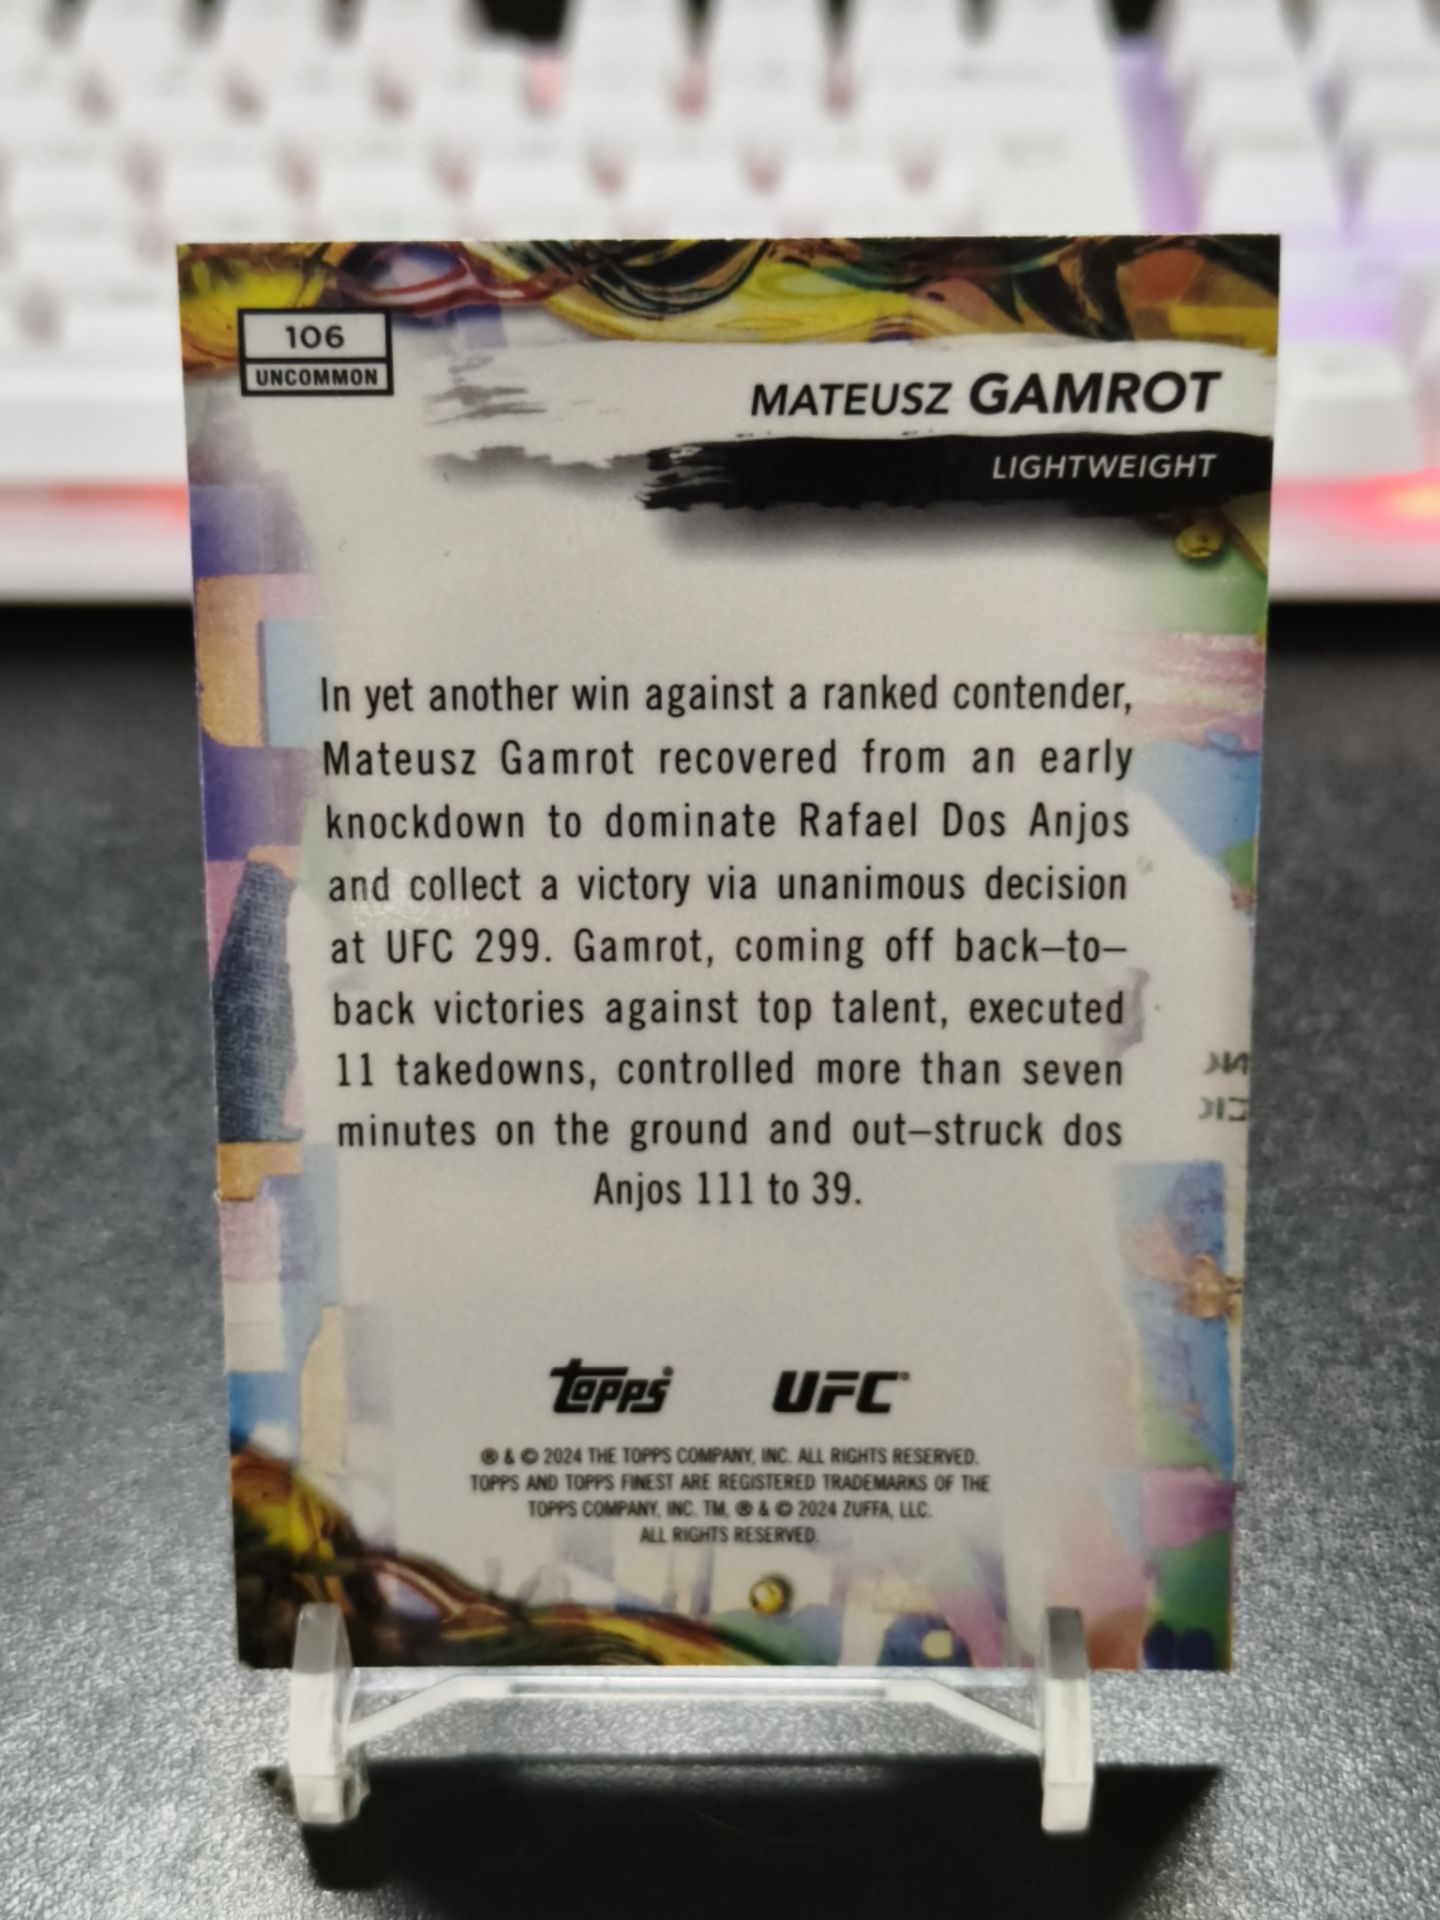 106
UNCOMMON
MATEUSZ GAMROT
LIGHTWEIGHT
In yet another win against a ranked contender,
Mateusz Gamrot recovered from an early
knockdown to dominate Rafael Dos Anjos
and collect a victory via unanimous decision
at UFC 299. Gamrot, coming off back–to–
back victories against top talent, executed
11 takedowns, controlled more than seven
minutes on the ground and out–struck dos
Anjos 111 to 39.
topps UFC®
® & © 2024 THE TOPPS COMPANY, INC. ALL RIGHTS RESERVED.
TOPPS AND TOPPS FINEST ARE REGISTERED TRADEMARKS OF THE
TOPPS COMPANY, INC. TM, ® & © 2024 ZUFFA, LLC.
ALL RIGHTS RESERVED.